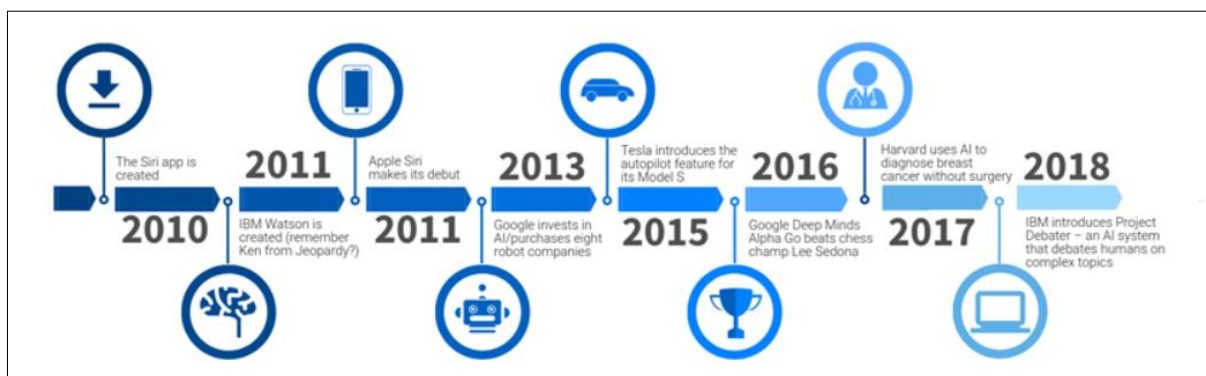 The Siri app is
created
2010
2011
IBM Watson is
created (remember
Ken from Jeopardy?)
Apple Siri
makes its debut
2011
2013
Google invests in
AI/purchases eight
robot companies
Tesla introduces the
autopilot feature for
its Model S
2015
2016
Google Deep Minds
Alpha Go beats chess
champ Lee Sedona
Harvard uses AI to
diagnose breast
cancer without surgery
2017
2018
IBM introduces Project
Debater – an AI system
that debates humans on
complex topics